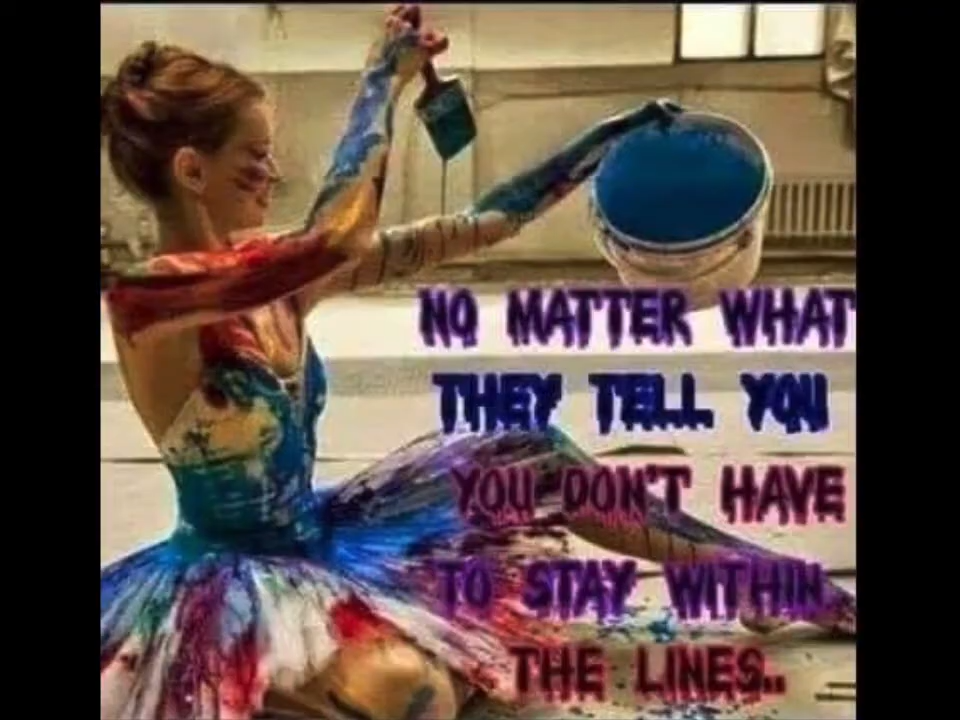 NO MATTER WHAT
THEY TELL YOU
YOU DON'T HAVE
TO STAY WITHIN
THE LINES..